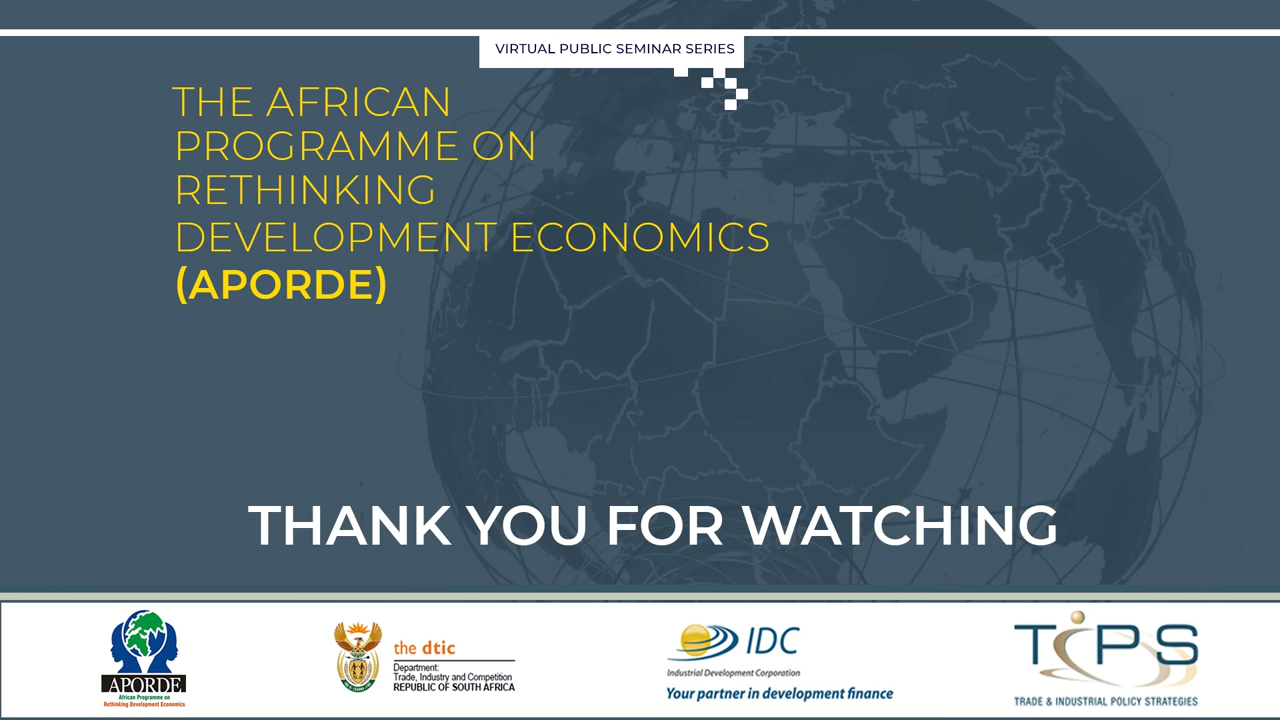 VIRTUAL PUBLIC SEMINAR SERIES
THE AFRICAN
PROGRAMME ON
RETHINKING
DEVELOPMENT ECONOMICS
(APORDE)
THANK YOU FOR WATCHING
APORDE
African Programme on
Rethinking Development Economics
the dtic
Department:
Trade, Industry and Competition
REPUBLIC OF SOUTH AFRICA
IDC
Industrial Development Corporation
Your partner in development finance
TIPS
TRADE & INDUSTRIAL POLICY STRATEGIES